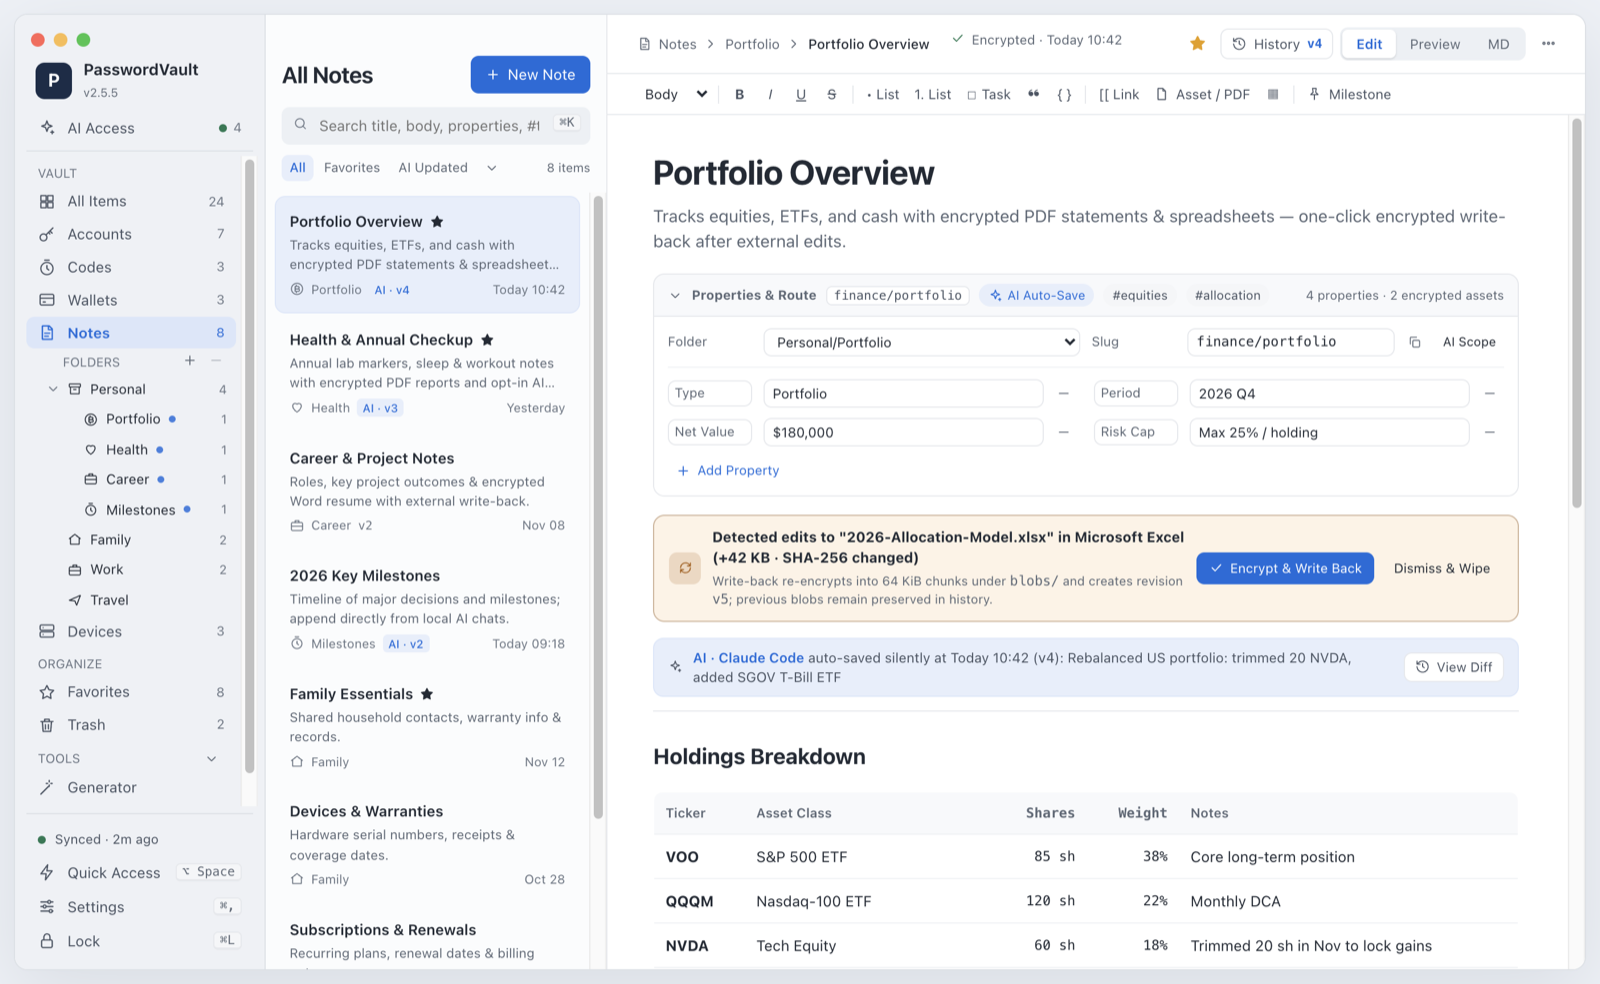 P
PasswordVault
v2.5.5
AI Access
4
VAULT
All Items 24
Accounts 7
Codes 3
Wallets 3
Notes 8
FOLDERS + −
Personal 4
Portfolio 1
Health 1
Career 1
Milestones 1
Family 2
Work 2
Travel
Devices 3
ORGANIZE
Favorites 8
Trash 2
TOOLS
Generator
Synced · 2m ago
Quick Access ⌥ Space
Settings ⌘,
Lock ⌘L
All Notes
+ New Note
Search title, body, properties, #t ⌘K
All Favorites AI Updated 8 items
Portfolio Overview ★
Tracks equities, ETFs, and cash with
encrypted PDF statements & spreadsheet…
Portfolio AI · v4 Today 10:42
Health & Annual Checkup ★
Annual lab markers, sleep & workout notes
with encrypted PDF reports and opt-in AI…
Health AI · v3 Yesterday
Career & Project Notes
Roles, key project outcomes & encrypted
Word resume with external write-back.
Career v2 Nov 08
2026 Key Milestones
Timeline of major decisions and milestones;
append directly from local AI chats.
Milestones AI · v2 Today 09:18
Family Essentials ★
Shared household contacts, warranty info &
records.
Family Nov 12
Devices & Warranties
Hardware serial numbers, receipts &
coverage dates.
Family Oct 28
Subscriptions & Renewals
Recurring plans, renewal dates & billing
Notes > Portfolio > Portfolio Overview ✓ Encrypted · Today 10:42
★ History v4 Edit Preview MD •••
Body B I U S • List 1. List □ Task ❝ { } [[ Link Asset / PDF Milestone
Portfolio Overview
Tracks equities, ETFs, and cash with encrypted PDF statements & spreadsheets — one-click encrypted write-
back after external edits.
Properties & Route finance/portfolio AI Auto-Save #equities #allocation 4 properties · 2 encrypted assets
Folder Personal/Portfolio Slug finance/portfolio AI Scope
Type Portfolio − Period 2026 Q4 −
Net Value $180,000 − Risk Cap Max 25% / holding −
+ Add Property
Detected edits to "2026-Allocation-Model.xlsx" in Microsoft Excel
(+42 KB · SHA-256 changed)
Write-back re-encrypts into 64 KiB chunks under blobs/ and creates revision
v5; previous blobs remain preserved in history.
✓ Encrypt & Write Back Dismiss & Wipe
AI · Claude Code auto-saved silently at Today 10:42 (v4): Rebalanced US portfolio: trimmed 20 NVDA,
added SGOV T-Bill ETF
View Diff
Holdings Breakdown
Ticker Asset Class Shares Weight Notes
VOO S&P 500 ETF 85 sh 38% Core long-term position
QQQM Nasdaq-100 ETF 120 sh 22% Monthly DCA
NVDA Tech Equity 60 sh 18% Trimmed 20 sh in Nov to lock gains